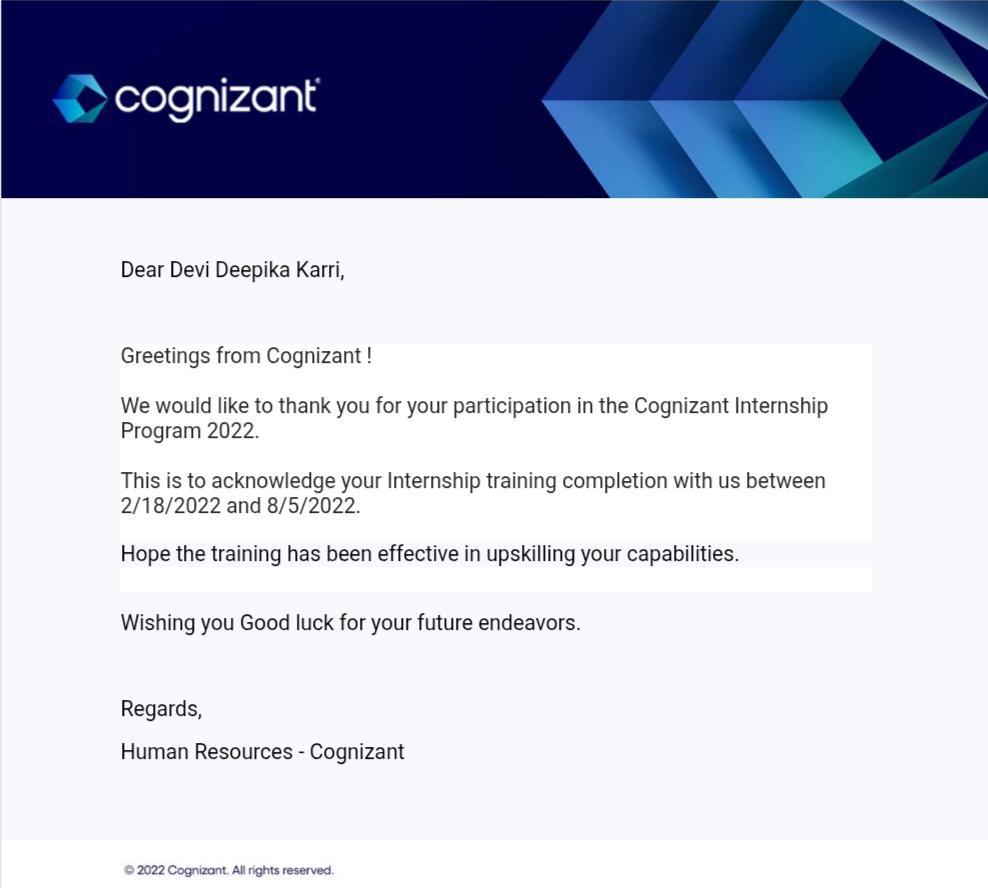 cognizant
Dear Devi Deepika Karri,
Greetings from Cognizant !
We would like to thank you for your participation in the Cognizant Internship
Program 2022.
This is to acknowledge your Internship training completion with us between
2/18/2022 and 8/5/2022.
Hope the training has been effective in upskilling your capabilities.
Wishing you Good luck for your future endeavors.
Regards,
Human Resources - Cognizant
© 2022 Cognizant. All rights reserved.